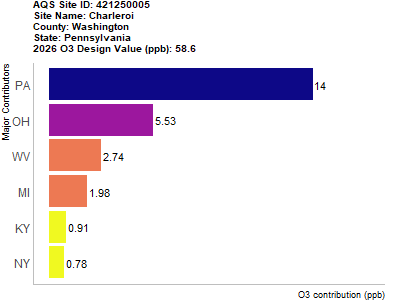 AQS Site ID: 421250005
Site Name: Charleroi
County: Washington
State: Pennsylvania
2026 O3 Design Value (ppb): 58.6
Major Contributors
PA 14
OH 5.53
WV 2.74
MI 1.98
KY 0.91
NY 0.78
O3 contribution (ppb)